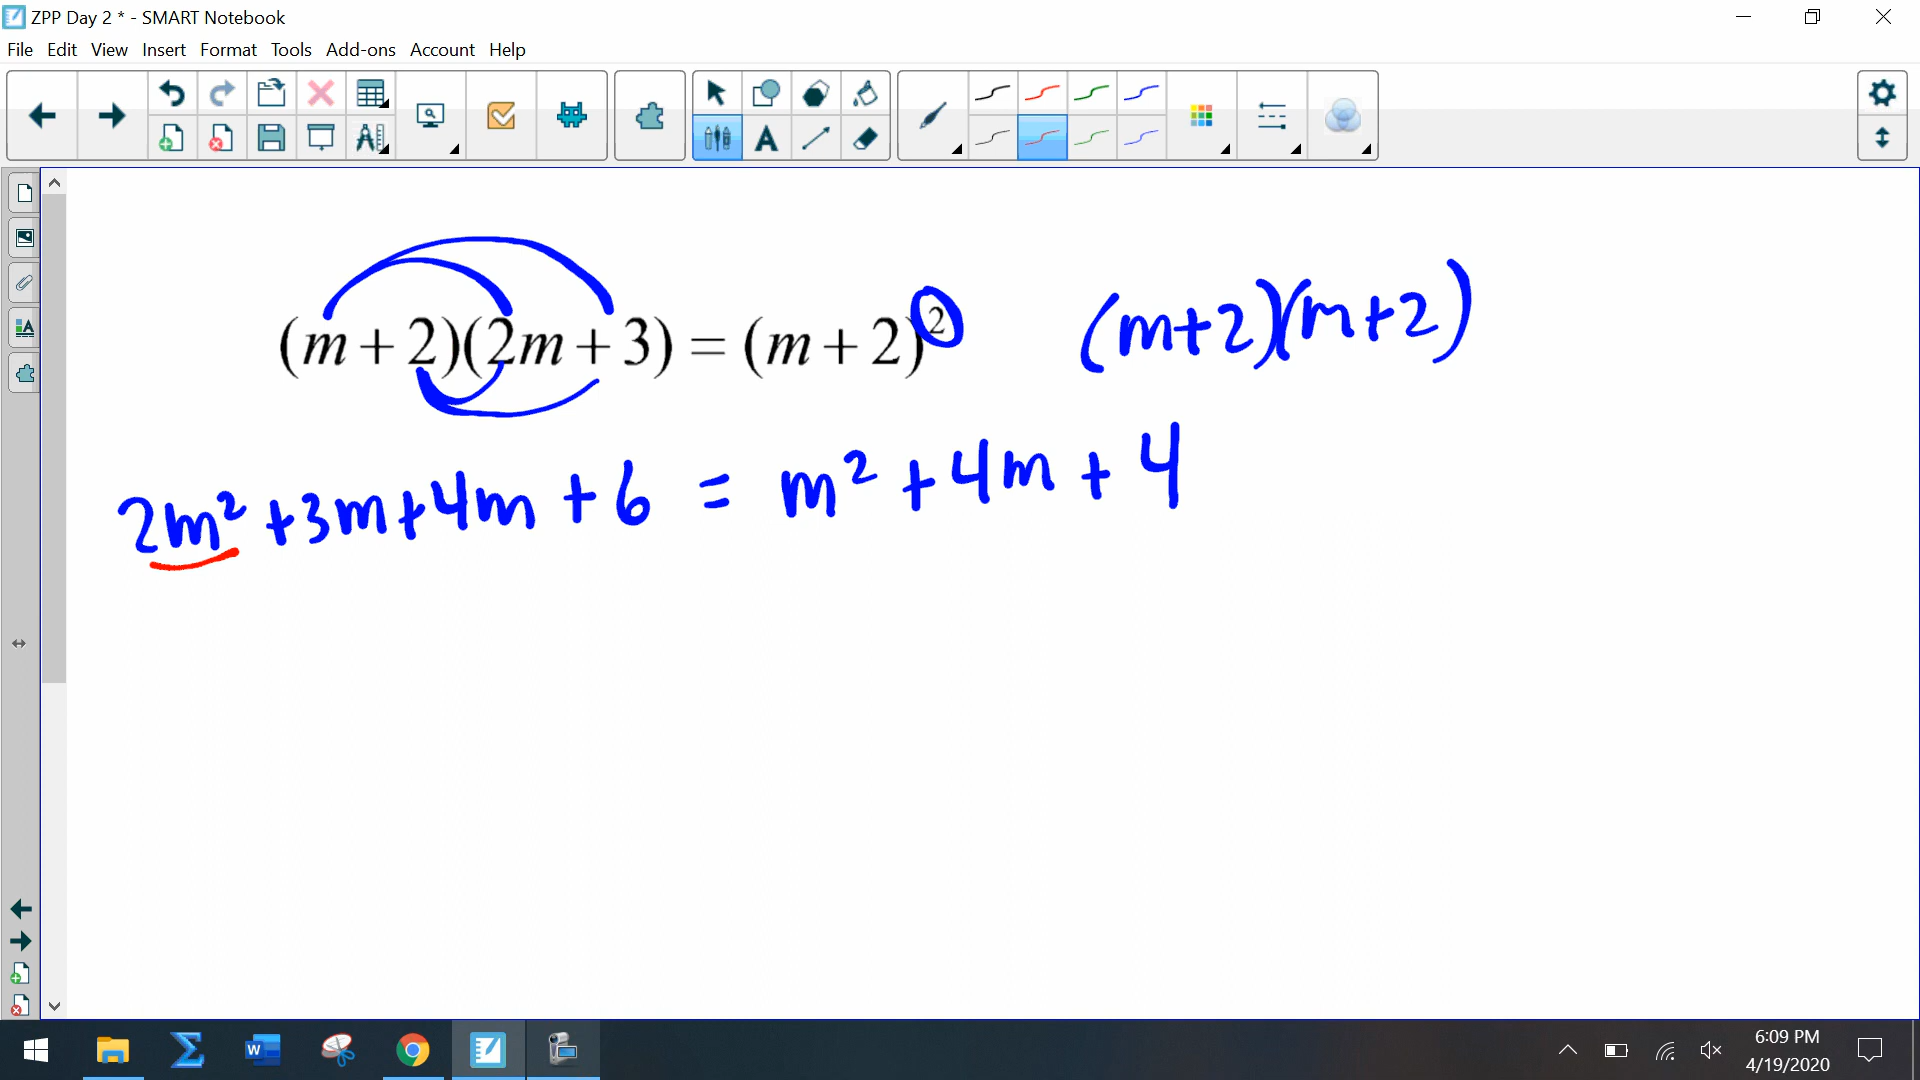 ZPP Day 2 * - SMART Notebook
File Edit View Insert Format Tools Add-ons Account Help
(m + 2)(2m + 3) = (m + 2)² (m+2)(m+2)
2m² +3m+4m +6 = m² +4m + 4
6:09 PM
4/19/2020